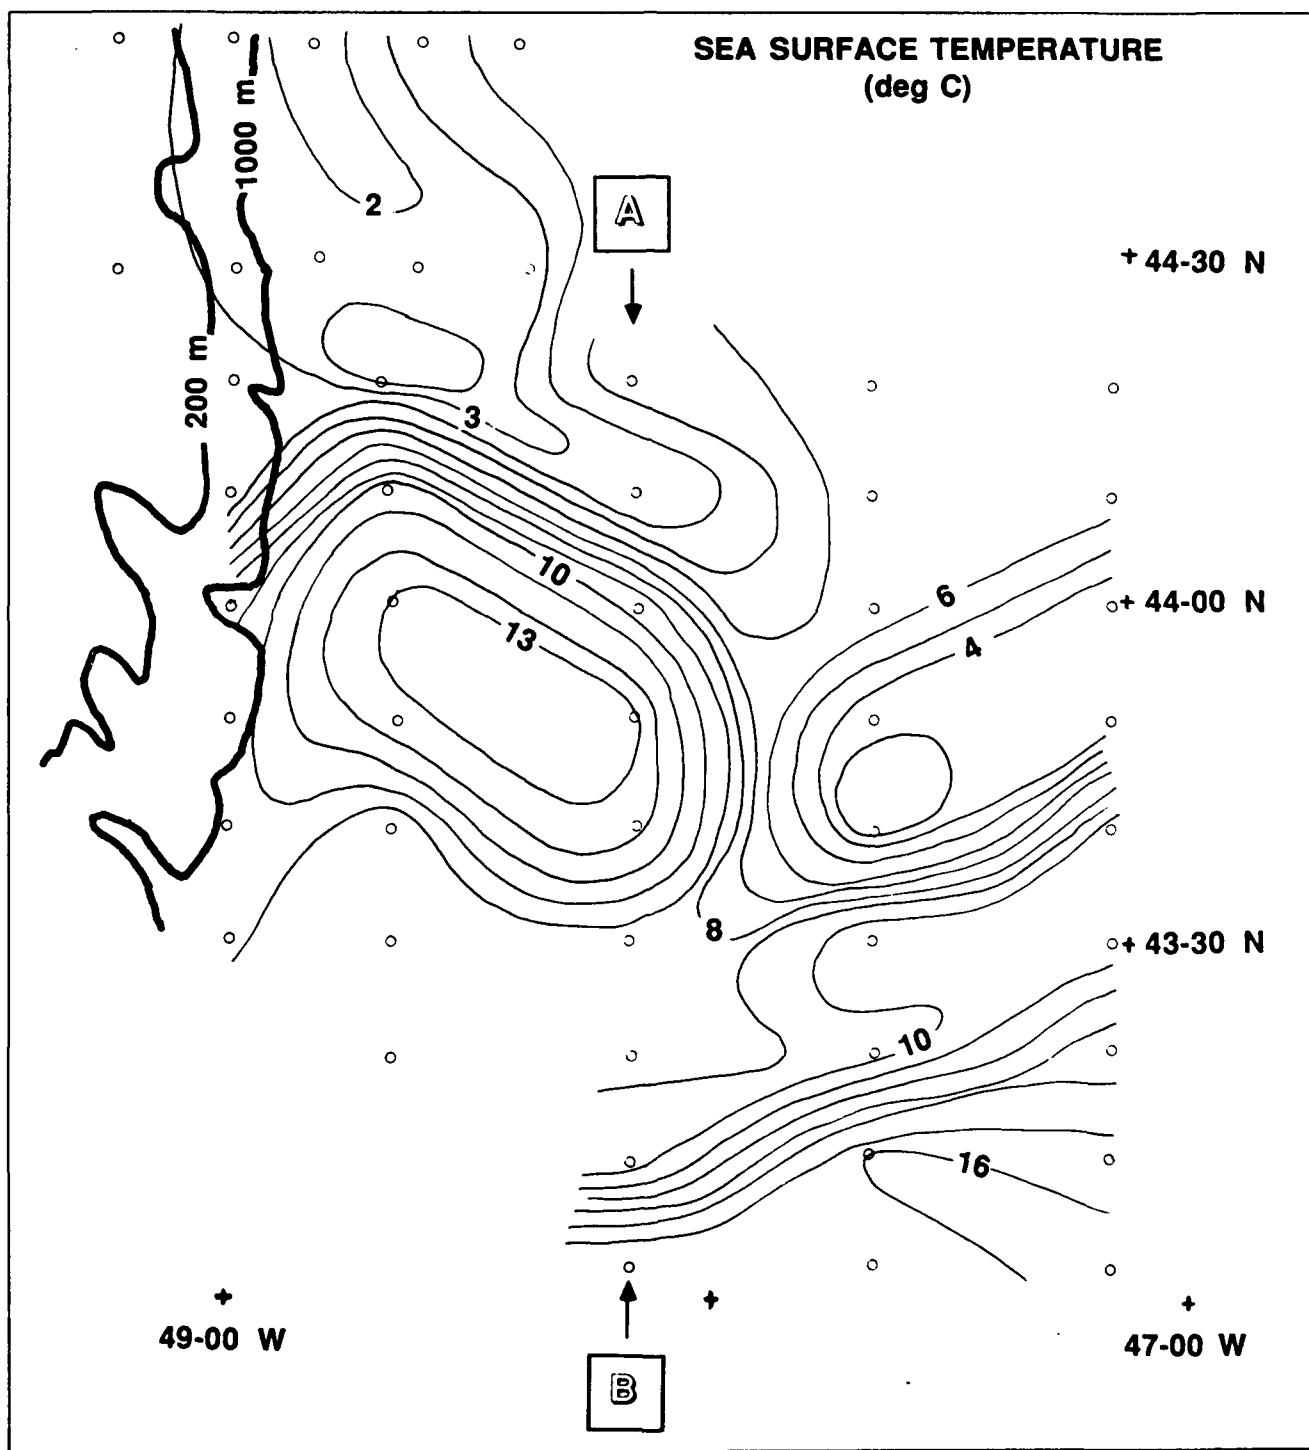 SEA SURFACE TEMPERATURE
(deg C)
1000 m
2
A
+ 44-30 N
200 m
3
10
6
+ 44-00 N
13
4
8
+ 43-30 N
10
16
+ + +
49-00 W
47-00 W
B